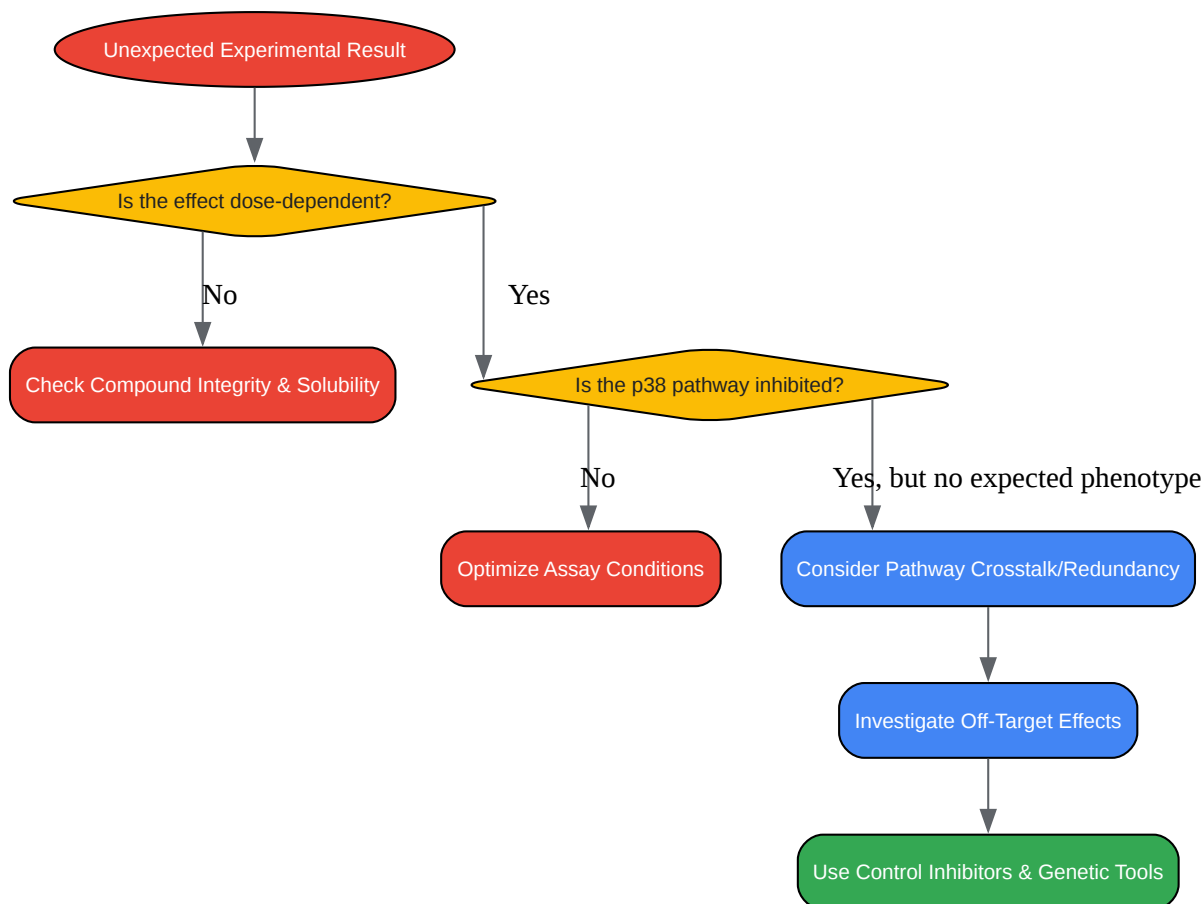 Unexpected Experimental Result
Is the effect dose-dependent?
No
Yes
Check Compound Integrity & Solubility
Is the p38 pathway inhibited?
No
Yes, but no expected phenotype
Optimize Assay Conditions
Consider Pathway Crosstalk/Redundancy
Investigate Off-Target Effects
Use Control Inhibitors & Genetic Tools